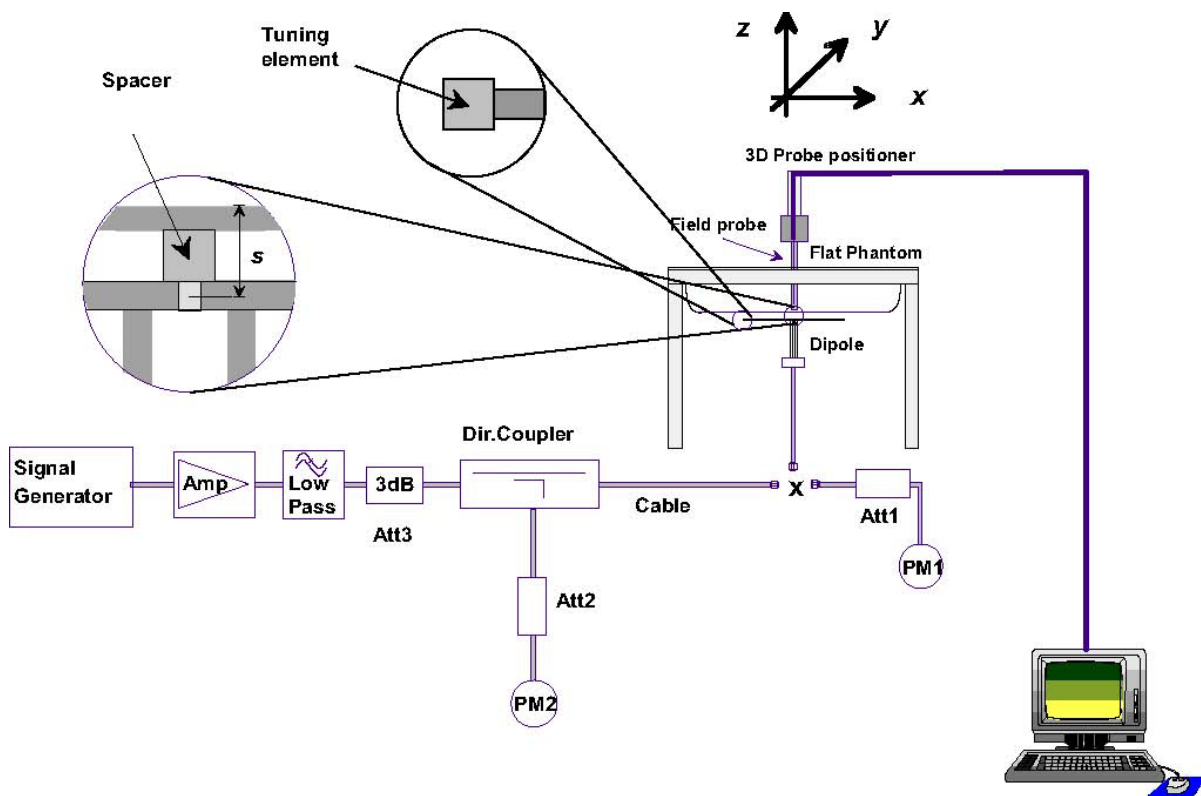 Tuning
element
Spacer
z
y
x
3D Probe positioner
Field probe
Flat Phantom
s
Dipole
Dir.Coupler
Signal
Generator
Amp
Low
Pass
3dB
Att3
Cable
x
Att1
PM1
Att2
PM2